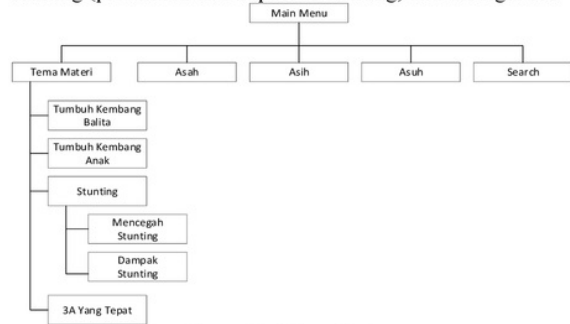 Main Menu
Tema Materi
Asah
Asih
Asuh
Search
Tumbuh Kembang
Balita
Tumbuh Kembang
Anak
Stunting
Mencegah
Stunting
Dampak
Stunting
3A Yang Tepat